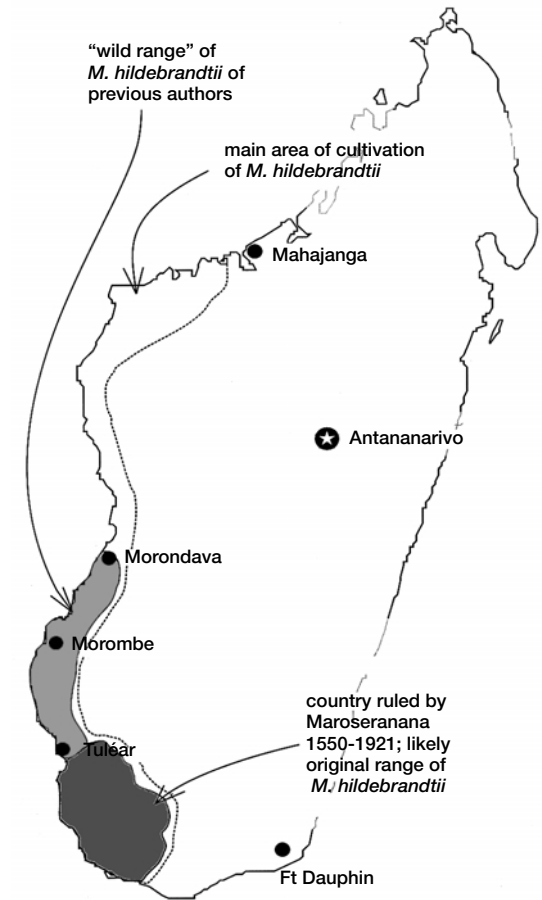 “wild range” of
M. hildebrandtii of
previous authors
main area of cultivation
of M. hildebrandtii
Mahajanga
Antananarivo
Morondava
Morombe
country ruled by
Maroseranana
1550-1921; likely
original range of
M. hildebrandtii
Tuléar
Ft Dauphin